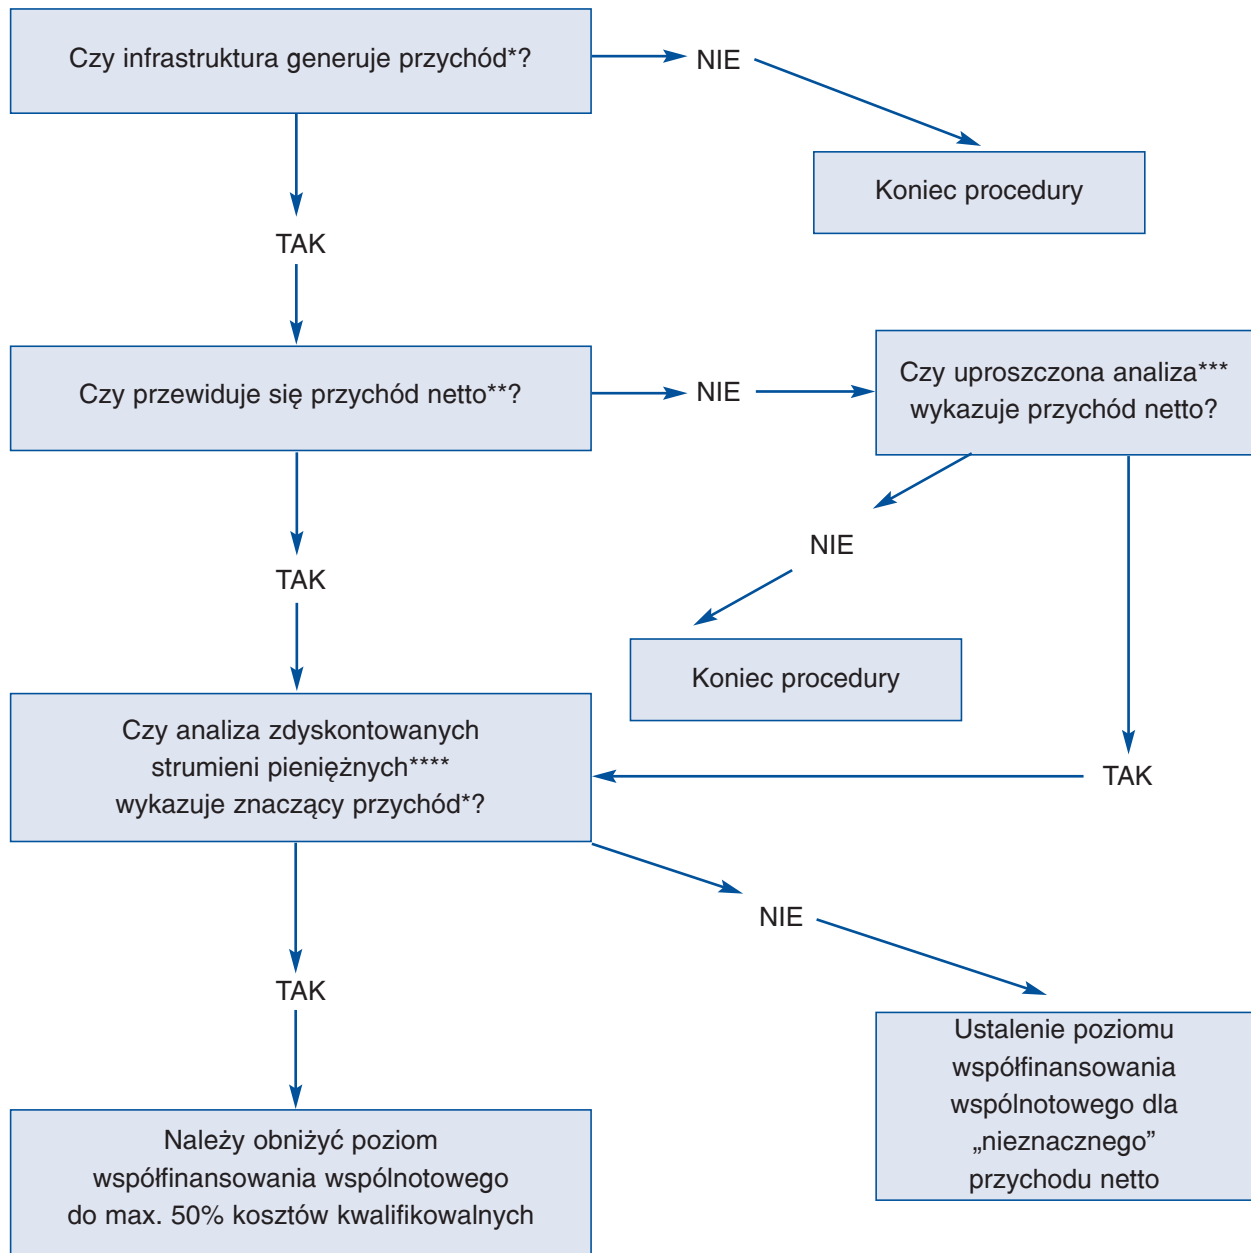 Czy infrastruktura generuje przychód*?
NIE
Koniec procedury
TAK
Czy przewiduje się przychód netto**?
NIE
Czy uproszczona analiza***
wykazuje przychód netto?
NIE
TAK
Koniec procedury
Czy analiza zdyskontowanych
strumieni pieniężnych****
wykazuje znaczący przychód*?
TAK
NIE
TAK
Ustalenie poziomu
współfinansowania
wspólnotowego dla
„nieznacznego”
przychodu netto
Należy obniżyć poziom
współfinansowania wspólnotowego
do max. 50% kosztów kwalifikowalnych